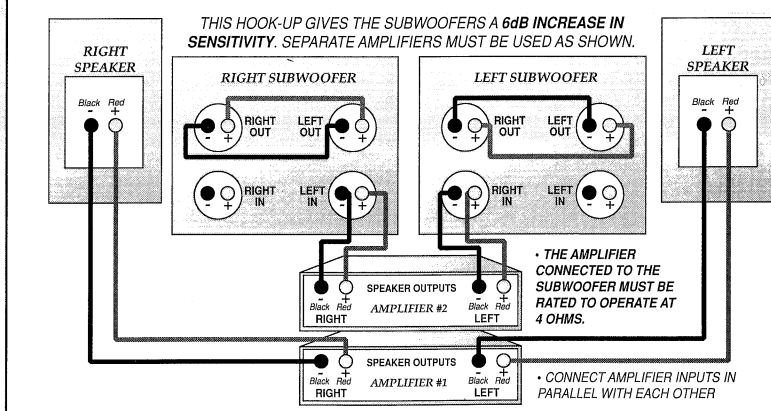 THIS HOOK-UP GIVES THE SUBWOOFERS A 6dB INCREASE IN
SENSITIVITY. SEPARATE AMPLIFIERS MUST BE USED AS SHOWN.
RIGHT
SPEAKER
Black Red
- +
RIGHT SUBWOOFER
- + RIGHT OUT LEFT OUT - +
- + RIGHT IN LEFT IN - +
LEFT SUBWOOFER
- + RIGHT OUT LEFT OUT - +
- + RIGHT IN LEFT IN - +
LEFT
SPEAKER
Black Red
- +
SPEAKER OUTPUTS
- + - +
Black Red AMPLIFIER #2 Black Red
RIGHT LEFT
• THE AMPLIFIER
CONNECTED TO THE
SUBWOOFER MUST BE
RATED TO OPERATE AT
4 OHMS.
SPEAKER OUTPUTS
- + - +
Black Red AMPLIFIER #1 Black Red
RIGHT LEFT
• CONNECT AMPLIFIER INPUTS IN
PARALLEL WITH EACH OTHER